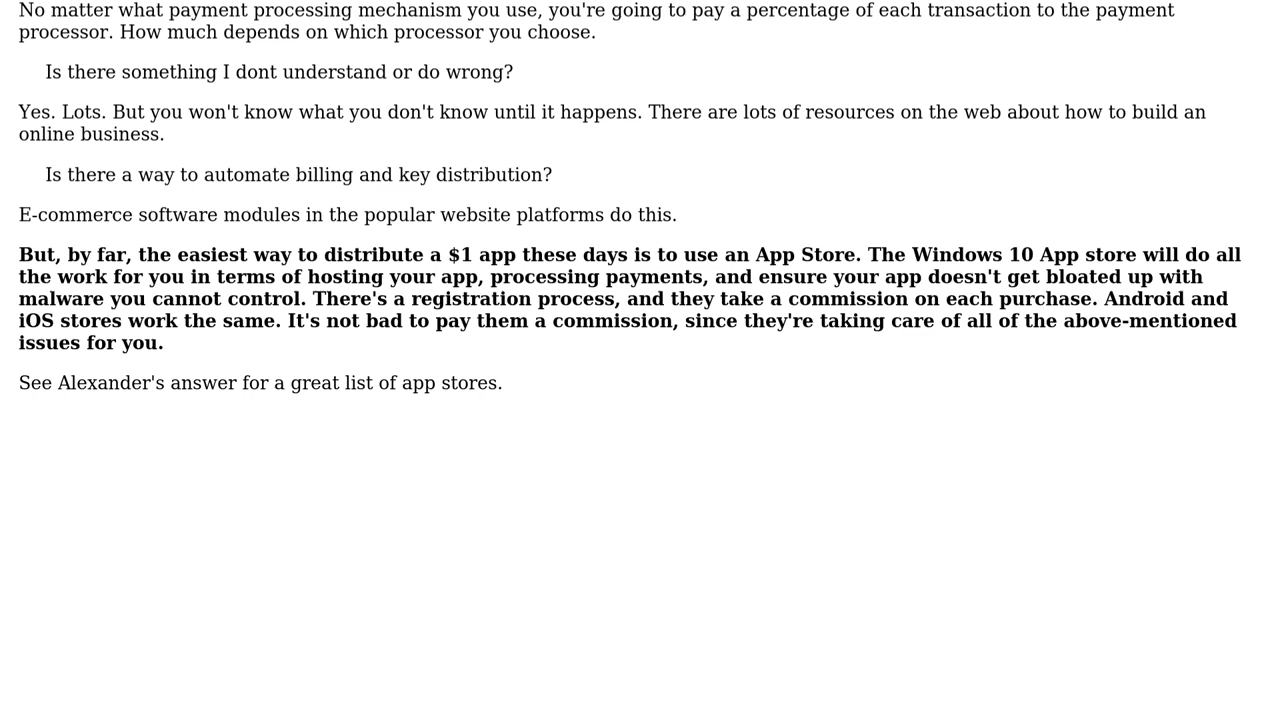 No matter what payment processing mechanism you use, you're going to pay a percentage of each transaction to the payment
processor. How much depends on which processor you choose.
Is there something I dont understand or do wrong?
Yes. Lots. But you won't know what you don't know until it happens. There are lots of resources on the web about how to build an
online business.
Is there a way to automate billing and key distribution?
E-commerce software modules in the popular website platforms do this.
But, by far, the easiest way to distribute a $1 app these days is to use an App Store. The Windows 10 App store will do all
the work for you in terms of hosting your app, processing payments, and ensure your app doesn't get bloated up with
malware you cannot control. There's a registration process, and they take a commission on each purchase. Android and
iOS stores work the same. It's not bad to pay them a commission, since they're taking care of all of the above-mentioned
issues for you.
See Alexander's answer for a great list of app stores.